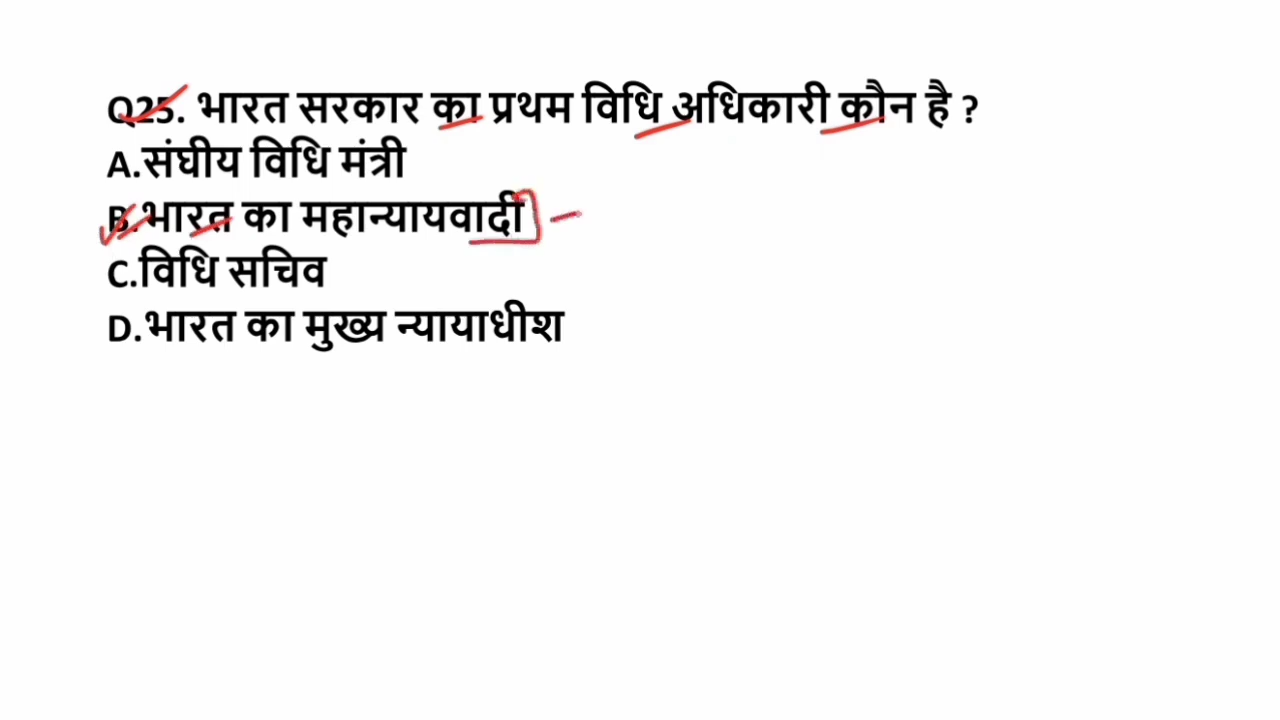 Q25. भारत सरकार का प्रथम विधि अधिकारी कौन है ?
A.संघीय विधि मंत्री
B.भारत का महान्यायवादी
C.विधि सचिव
D.भारत का मुख्य न्यायाधीश